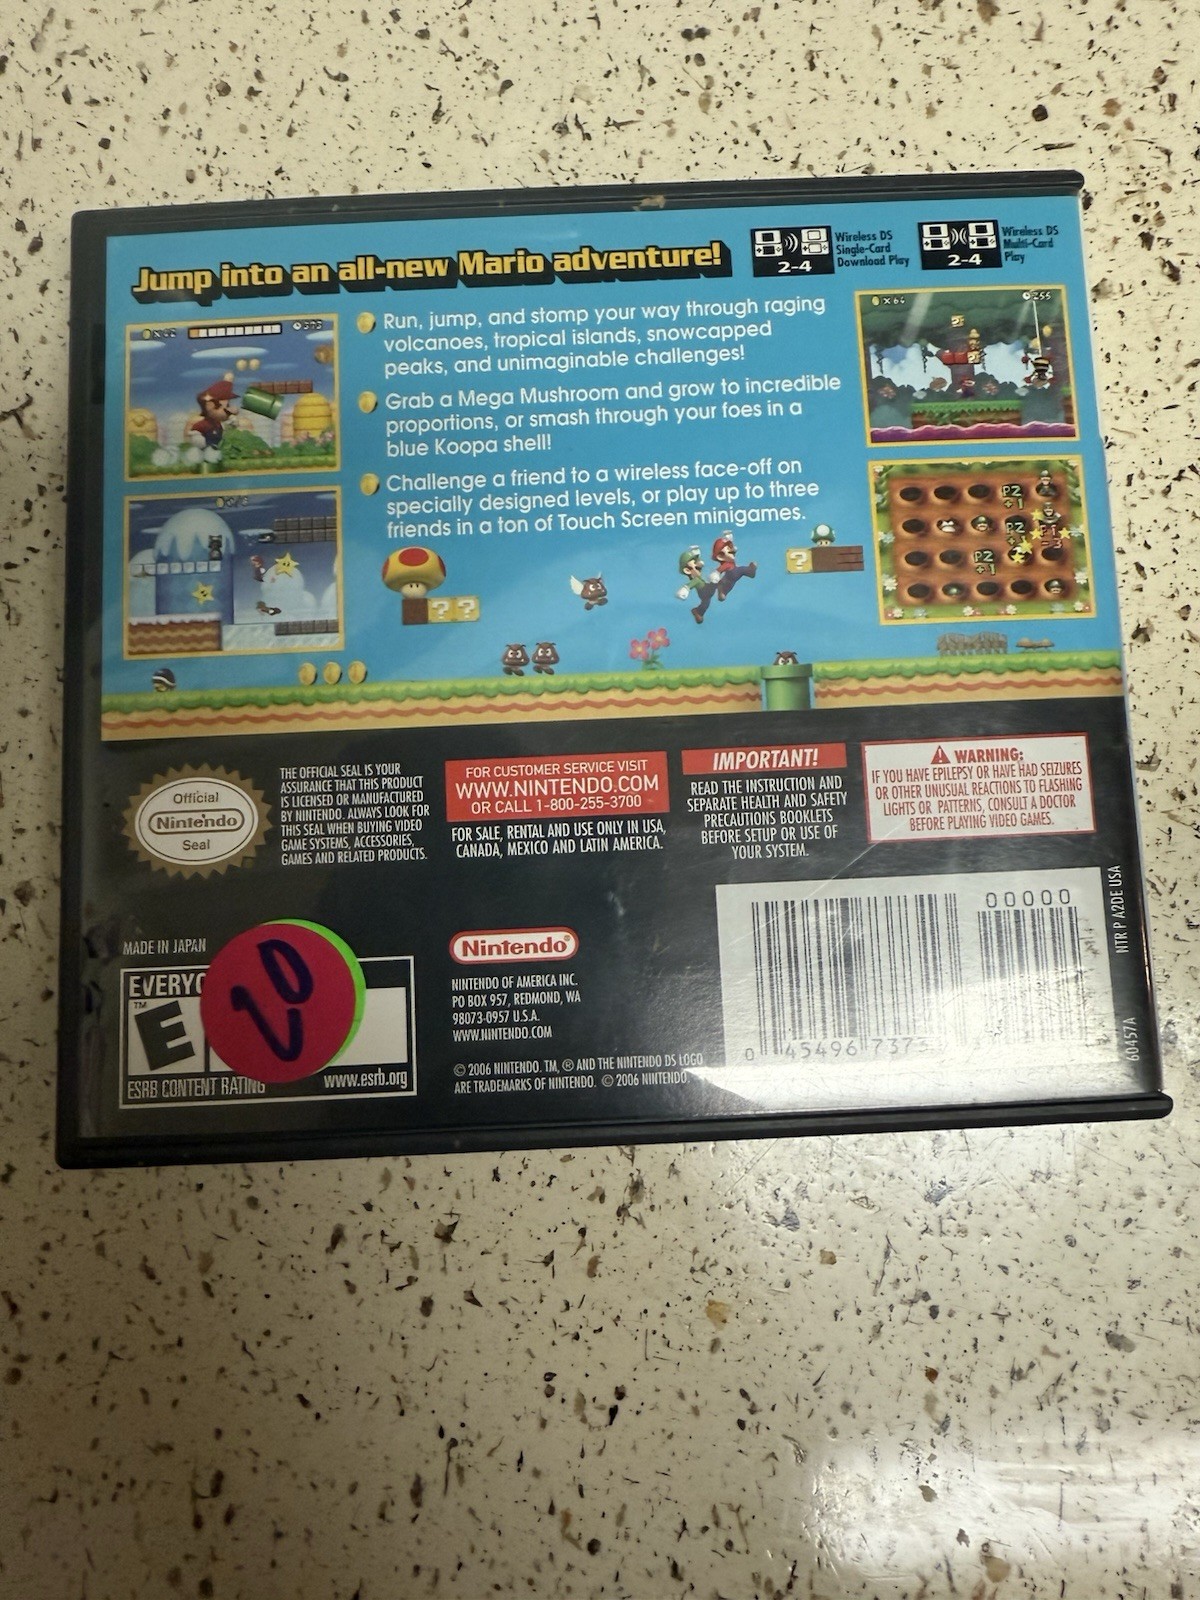 Jump into an all-new Mario adventure!
2-4
Wireless DS
Single-Card
Download Play
2-4
Wireless DS
Multi-Card
Play
373
Run, jump, and stomp your way through raging
volcanoes, tropical islands, snowcapped
peaks, and unimaginable challenges!
Grab a Mega Mushroom and grow to incredible
proportions, or smash through your foes in a
blue Koopa shell!
Challenge a friend to a wireless face-off on
specially designed levels, or play up to three
friends in a ton of Touch Screen minigames.
×64
255
P2
+1
P2
P2
+1
? ?
?
Official
Nintendo
Seal
THE OFFICIAL SEAL IS YOUR
ASSURANCE THAT THIS PRODUCT
IS LICENSED OR MANUFACTURED
BY NINTENDO. ALWAYS LOOK FOR
THIS SEAL WHEN BUYING VIDEO
GAME SYSTEMS, ACCESSORIES,
GAMES AND RELATED PRODUCTS.
FOR CUSTOMER SERVICE VISIT
WWW.NINTENDO.COM
OR CALL 1-800-255-3700
FOR SALE, RENTAL AND USE ONLY IN USA,
CANADA, MEXICO AND LATIN AMERICA.
IMPORTANT!
READ THE INSTRUCTION AND
SEPARATE HEALTH AND SAFETY
PRECAUTIONS BOOKLETS
BEFORE SETUP OR USE OF
YOUR SYSTEM.
WARNING:
IF YOU HAVE EPILEPSY OR HAVE HAD SEIZURES
OR OTHER UNUSUAL REACTIONS TO FLASHING
LIGHTS OR PATTERNS, CONSULT A DOCTOR
BEFORE PLAYING VIDEO GAMES.
MADE IN JAPAN
EVERYO
E
TM
20
ESRB CONTENT RATING
www.esrb.org
Nintendo®
NINTENDO OF AMERICA INC.
PO BOX 957, REDMOND, WA
98073-0957 U.S.A.
WWW.NINTENDO.COM
© 2006 NINTENDO. TM, ® AND THE NINTENDO DS LOGO
ARE TRADEMARKS OF NINTENDO. © 2006 NINTENDO.
00000
0 45496 7373
NTR P A2DE USA
60457A